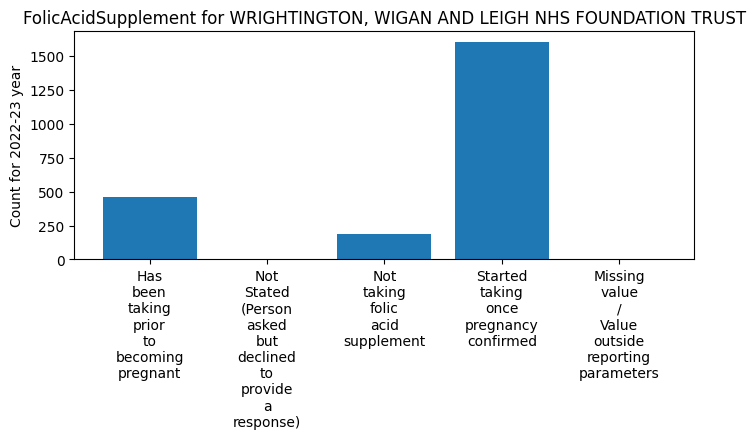 FolicAcidSupplement for WRIGHTINGTON, WIGAN AND LEIGH NHS FOUNDATION TRUST
Count for 2022-23 year
1500
1250
1000
750
500
250
0
Has
been
taking
prior
to
becoming
pregnant
Not
Stated
(Person
asked
but
declined
to
provide
a
response)
Not
taking
folic
acid
supplement
Started
taking
once
pregnancy
confirmed
Missing
value
/
Value
outside
reporting
parameters